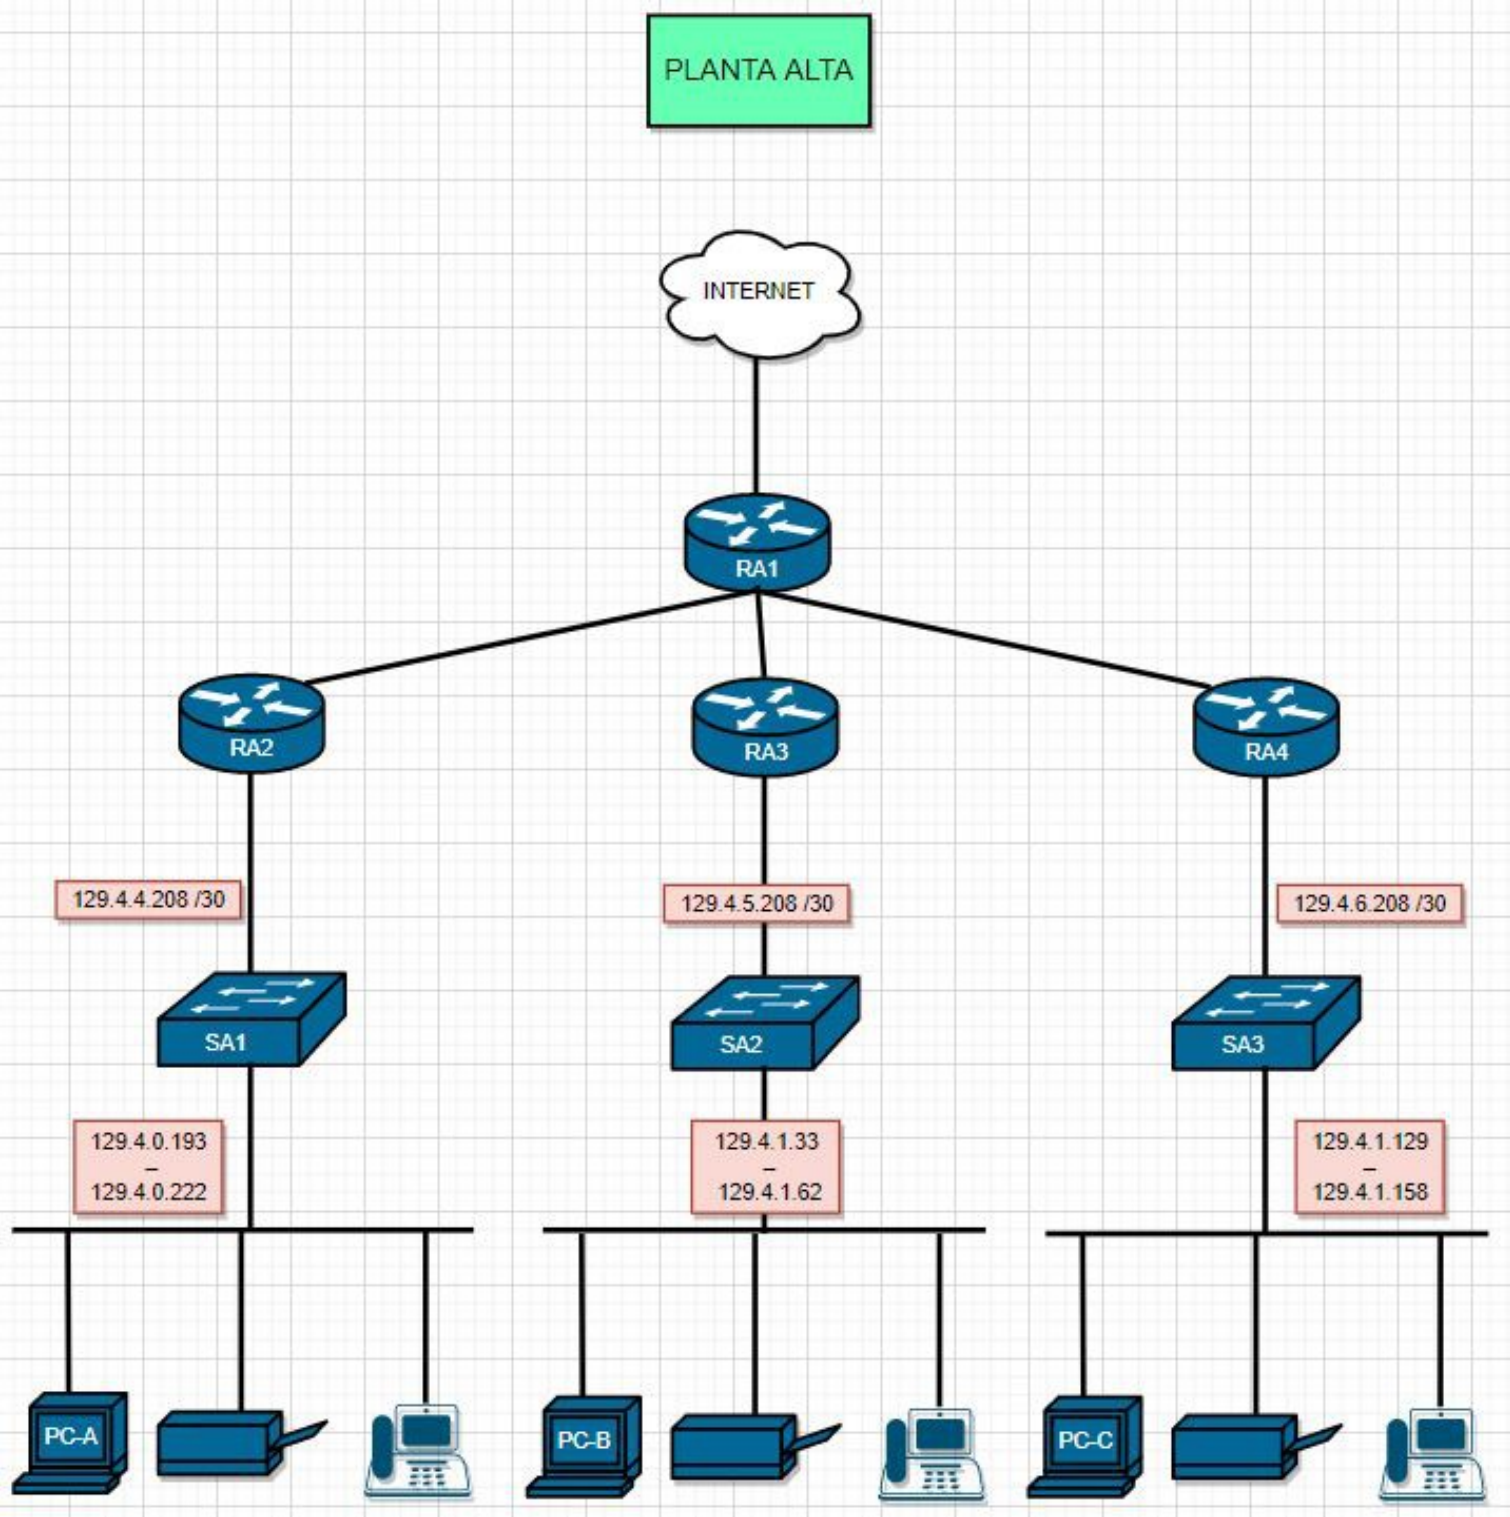 PLANTA ALTA
INTERNET
RA1
RA2
RA3
RA4
129.4.4.208 /30
129.4.5.208 /30
129.4.6.208 /30
SA1
SA2
SA3
129.4.0.193
–
129.4.0.222
129.4.1.33
–
129.4.1.62
129.4.1.129
–
129.4.1.158
PC-A
PC-B
PC-C